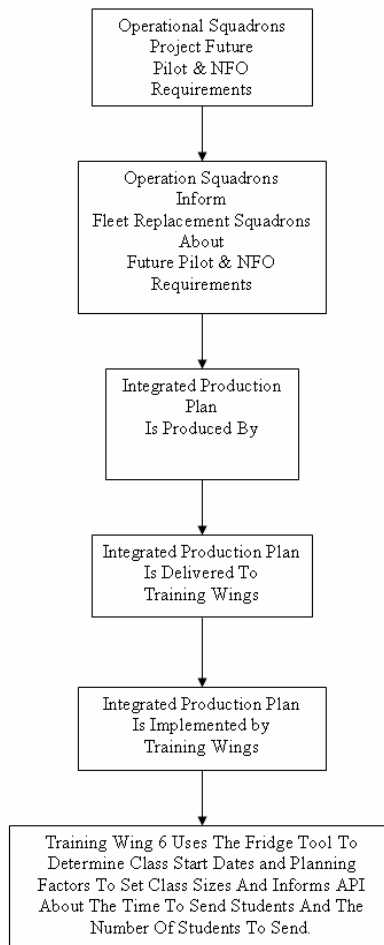 Operational Squadrons
Project Future
Pilot & NFO
Requirements
Operation Squadrons
Inform
Fleet Replacement Squadrons
About
Future Pilot & NFO
Requirements
Integrated Production
Plan
Is Produced By
Integrated Production Plan
Is Delivered To
Training Wings
Integrated Production Plan
Is Implemented by
Training Wings
Training Wing 6 Uses The Fridge Tool To
Determine Class Start Dates and Planning
Factors To Set Class Sizes And Informs API
About The Time To Send Students And The
Number Of Students To Send.